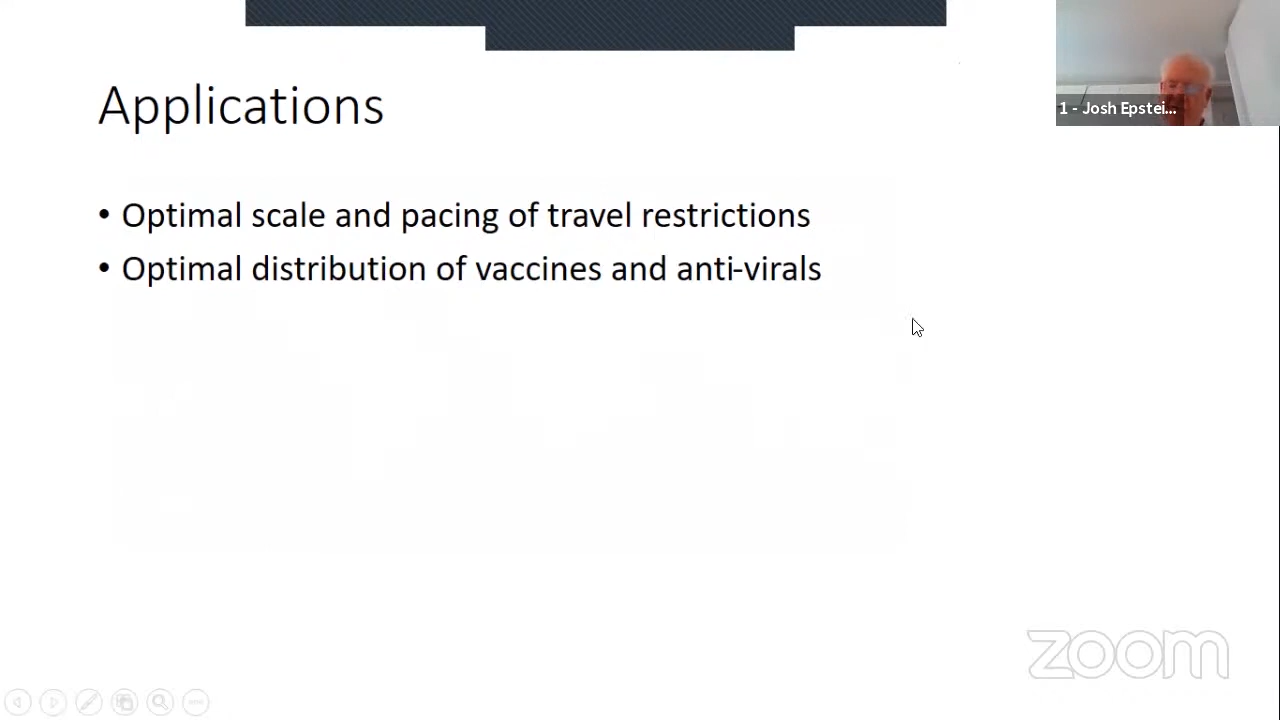 1 - Josh Epstei...
Applications
• Optimal scale and pacing of travel restrictions
• Optimal distribution of vaccines and anti-virals
zoom